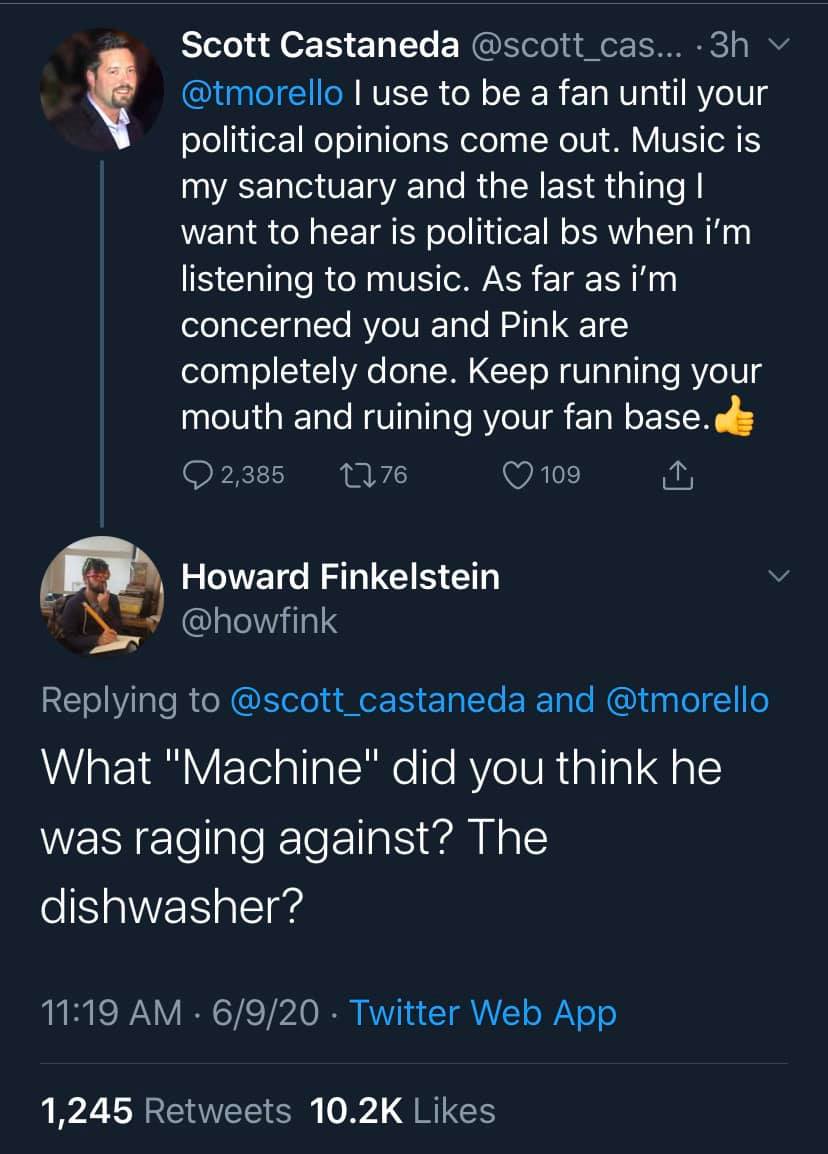 Scott Castaneda @scott_cas... · 3h
@tmorello I use to be a fan until your
political opinions come out. Music is
my sanctuary and the last thing I
want to hear is political bs when i’m
listening to music. As far as i’m
concerned you and Pink are
completely done. Keep running your
mouth and ruining your fan base.👍
2,385 76 109
Howard Finkelstein
@howfink
Replying to @scott_castaneda and @tmorello
What "Machine" did you think he
was raging against? The
dishwasher?
11:19 AM · 6/9/20 · Twitter Web App
1,245 Retweets 10.2K Likes